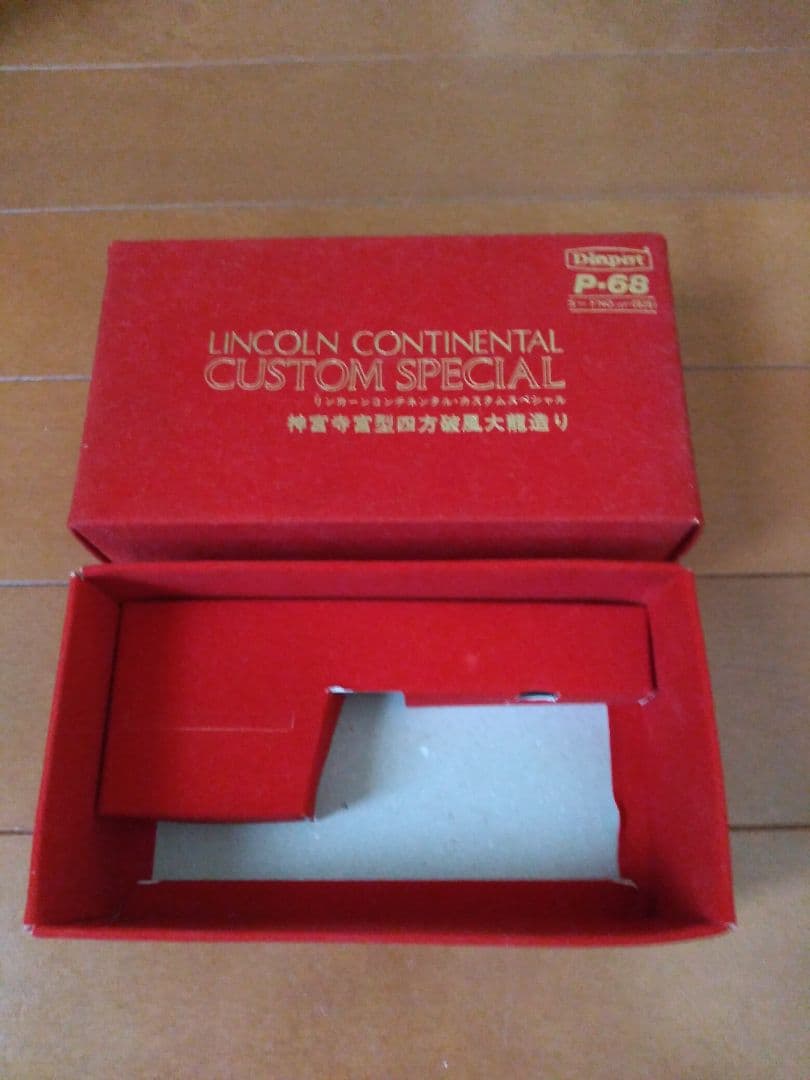 Diapet
P-68
LINCOLN CONTINENTAL
CUSTOM SPECIAL
リンカーンコンチネンタル・カスタムスペシャル
神宮寺宮型四方破風大龍造り